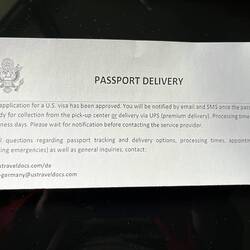 PASSPORT DELIVERY
application for a U.S. visa has been approved. You will be notified by email and SMS once the pass
dy for collection from the pick-up center or delivery via UPS (premium delivery). Processing time
ness days. Please wait for notification before contacting the service provider.
l questions regarding passport tracking and delivery options, processing times, appointm
ing emergencies) as well as general inquiries, contact:
ustraveldocs.com/de
-germany@ustraveldocs.com